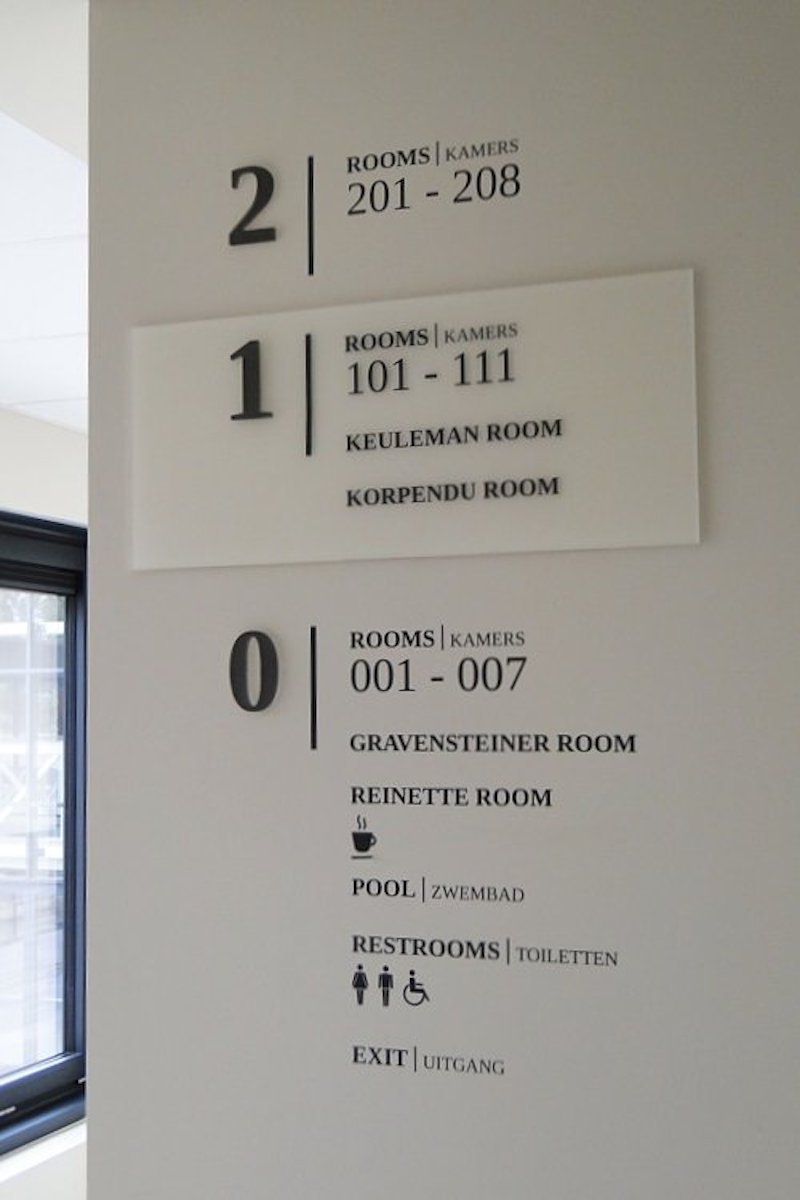 2
ROOMS | KAMERS
201 - 208
1
ROOMS | KAMERS
101 - 111
KEULEMAN ROOM
KORPENDU ROOM
0
ROOMS | KAMERS
001 - 007
GRAVENSTEINER ROOM
REINETTE ROOM
POOL | ZWEMBAD
RESTROOMS | TOILETTEN
EXIT | UITGANG